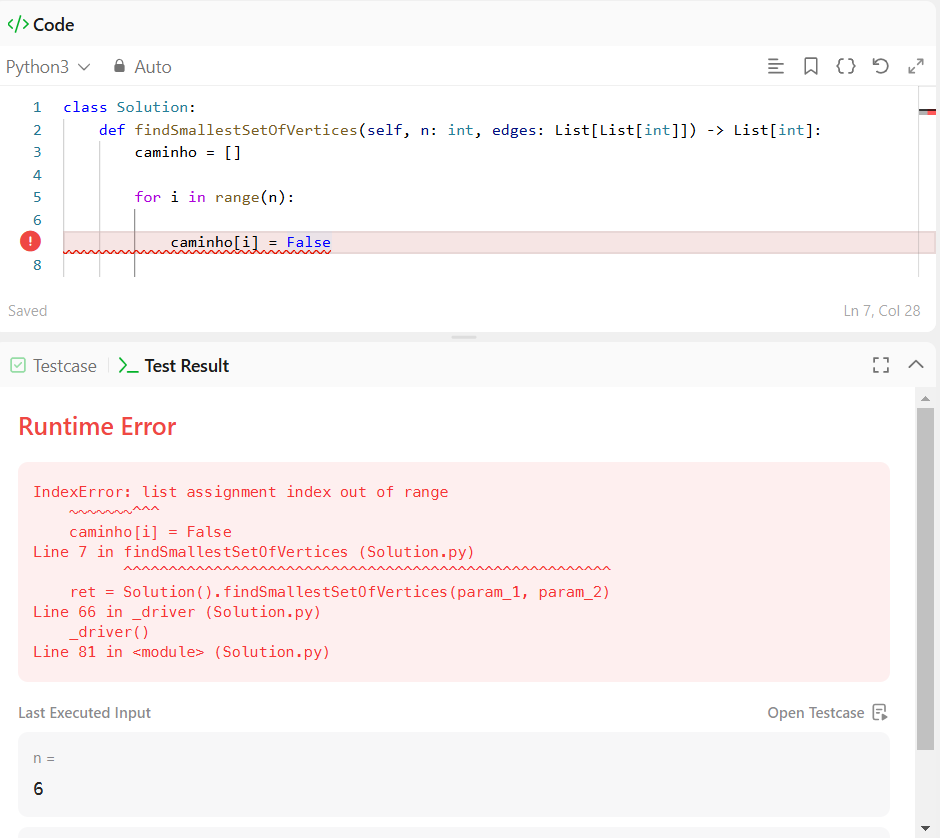 </> Code
Python3 Auto
1 class Solution:
2 def findSmallestSetOfVertices(self, n: int, edges: List[List[int]]) -> List[int]:
3 caminho = []
4
5 for i in range(n):
6
! caminho[i] = False
8
Saved Ln 7, Col 28
Testcase >_ Test Result
Runtime Error
IndexError: list assignment index out of range
~~~~~~~^^^
caminho[i] = False
Line 7 in findSmallestSetOfVertices (Solution.py)
^^^^^^^^^^^^^^^^^^^^^^^^^^^^^^^^^^^^^^^^^^^^^^^^^^^^^^
ret = Solution().findSmallestSetOfVertices(param_1, param_2)
Line 66 in _driver (Solution.py)
_driver()
Line 81 in <module> (Solution.py)
Last Executed Input Open Testcase
n =
6